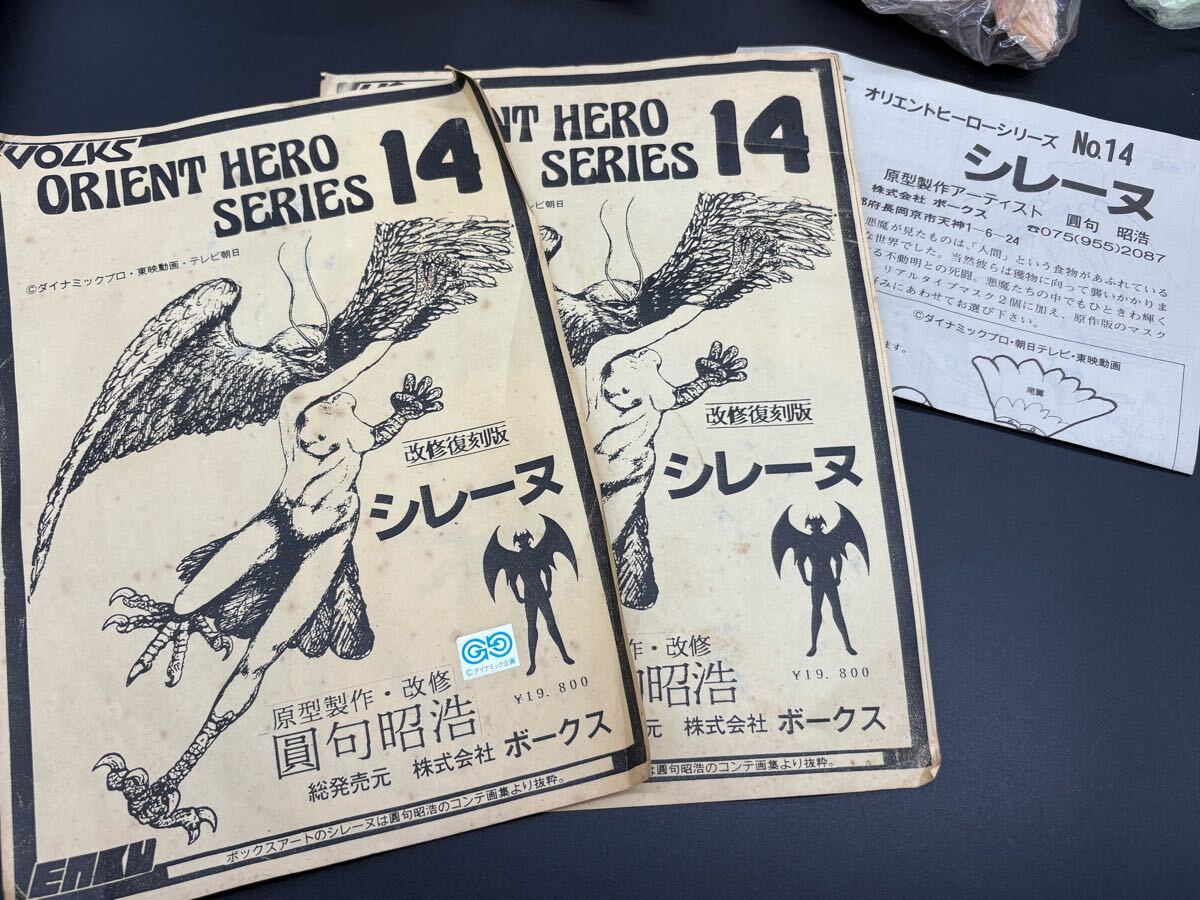 VOLKS
ORIENT HERO
SERIES 14
©ダイナミックプロ・東映動画・テレビ朝日
改修復刻版
シレーヌ
©ダイナミック企画
¥19.800
原型製作・改修
圓句昭浩
総発売元 株式会社 ボークス
ボックスアートのシレーヌは圓句昭浩のコンテ画集より抜粋。
ENKU
NT HERO
SERIES 14
テレビ朝日
改修復刻版
シレーヌ
¥19.800
作・改修
句昭浩
元 株式会社 ボークス
は圓句昭浩のコンテ画集より抜粋。
オリエントヒーローシリーズ No.14
シレーヌ
原型製作アーティスト 圓句 昭浩
株式会社 ボークス
都府長岡京市天神1-6-24 ☎075(955)2087
悪魔が見たものは、「人間」という食物があふれている
な世界でした。当然彼らは獲物に向って襲いかかりま
る不動明との死闘。悪魔たちの中でもひときわ輝く
リアルタイプマスク2個に加え、原作版のマスク
好みにあわせてお選び下さい。
©ダイナミックプロ・朝日テレビ・東映動画
ます。
尾翼